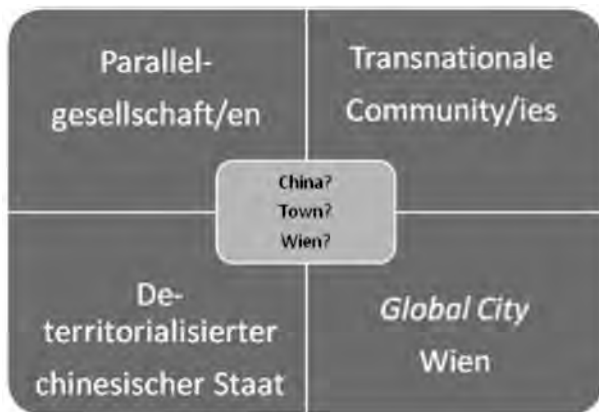 Parallel-
gesellschaft/en
Transnationale
Community/ies
China?
Town?
Wien?
De-
territorialisierter
chinesischer Staat
Global City
Wien